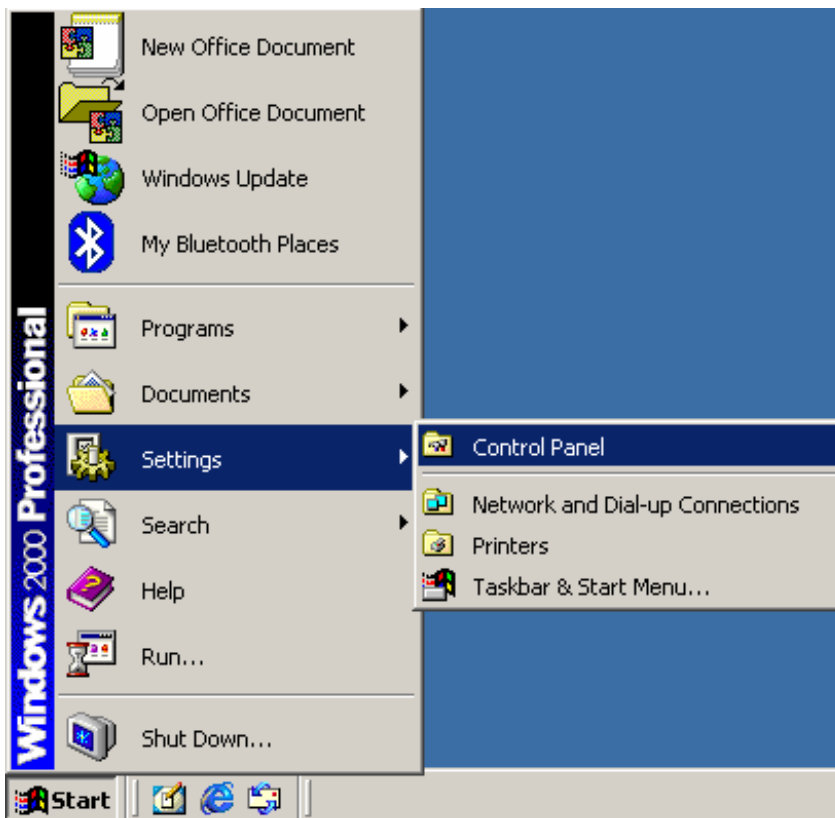 New Office Document
Open Office Document
Windows Update
My Bluetooth Places
Programs
Documents
Settings
Search
Help
Run...
Shut Down...
Control Panel
Network and Dial-up Connections
Printers
Taskbar & Start Menu...
Windows 2000 Professional
Start